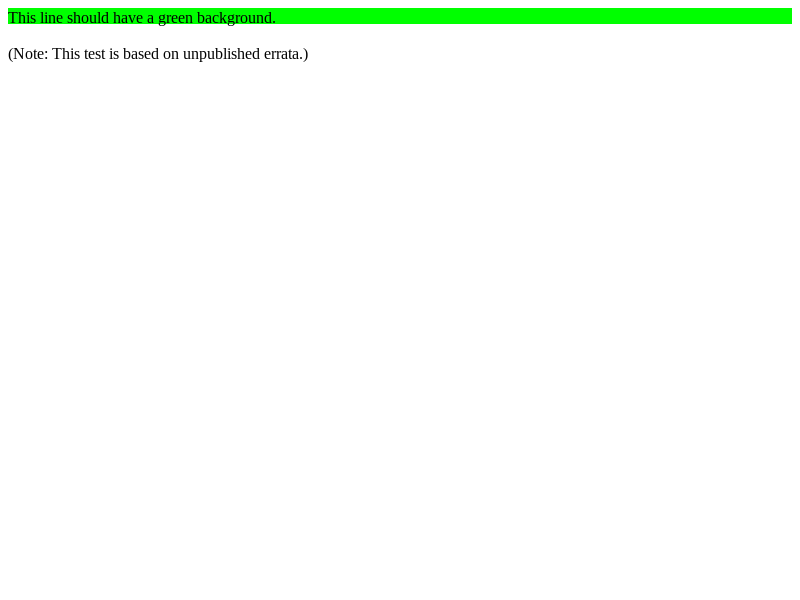 This line should have a green background.
(Note: This test is based on unpublished errata.)